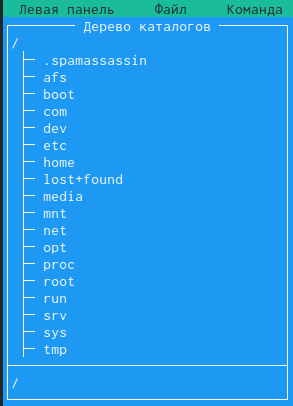 Левая панель Файл Команда
Дерево каталогов
/
.spamassassin
afs
boot
com
dev
etc
home
lost+found
media
mnt
net
opt
proc
root
run
srv
sys
tmp
/